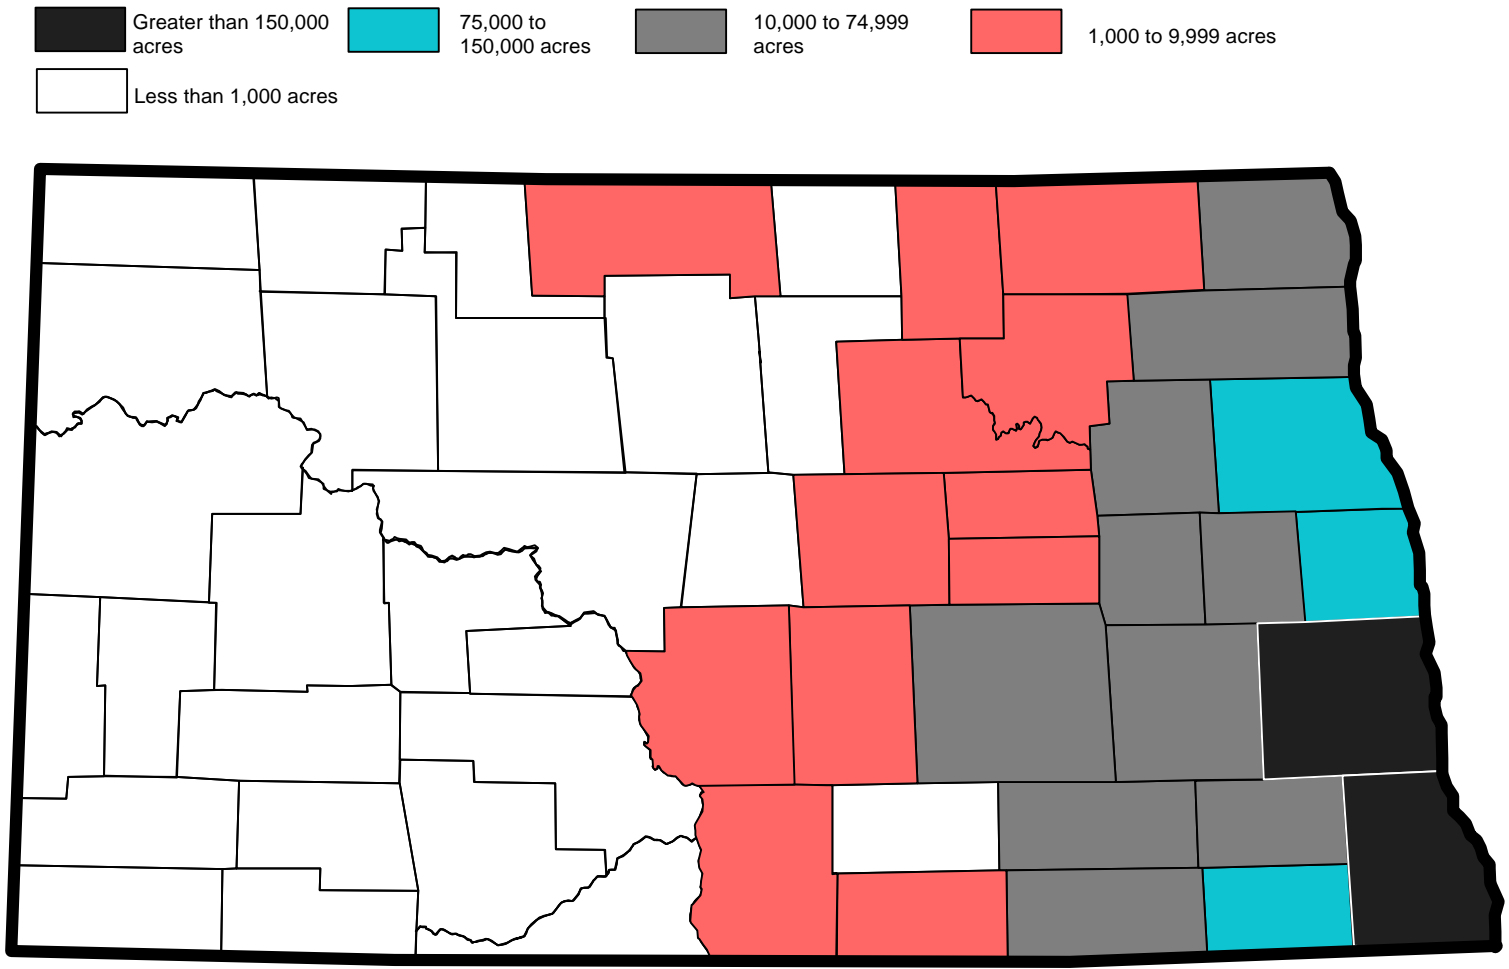 Greater than 150,000
acres
75,000 to
150,000 acres
10,000 to 74,999
acres
1,000 to 9,999 acres
Less than 1,000 acres